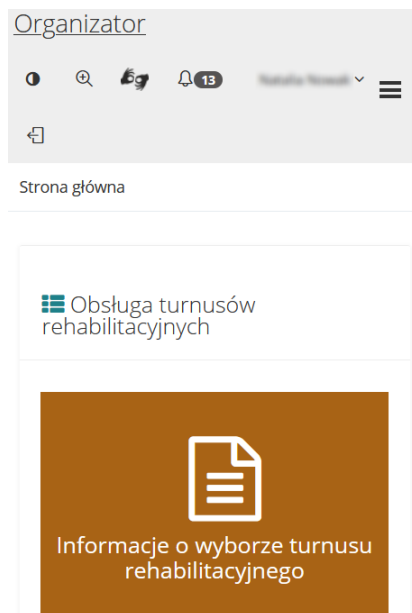 Organizator
13
Strona główna
Obsługa turnusów
rehabilitacyjnych
Informacje o wyborze turnusu
rehabilitacyjnego